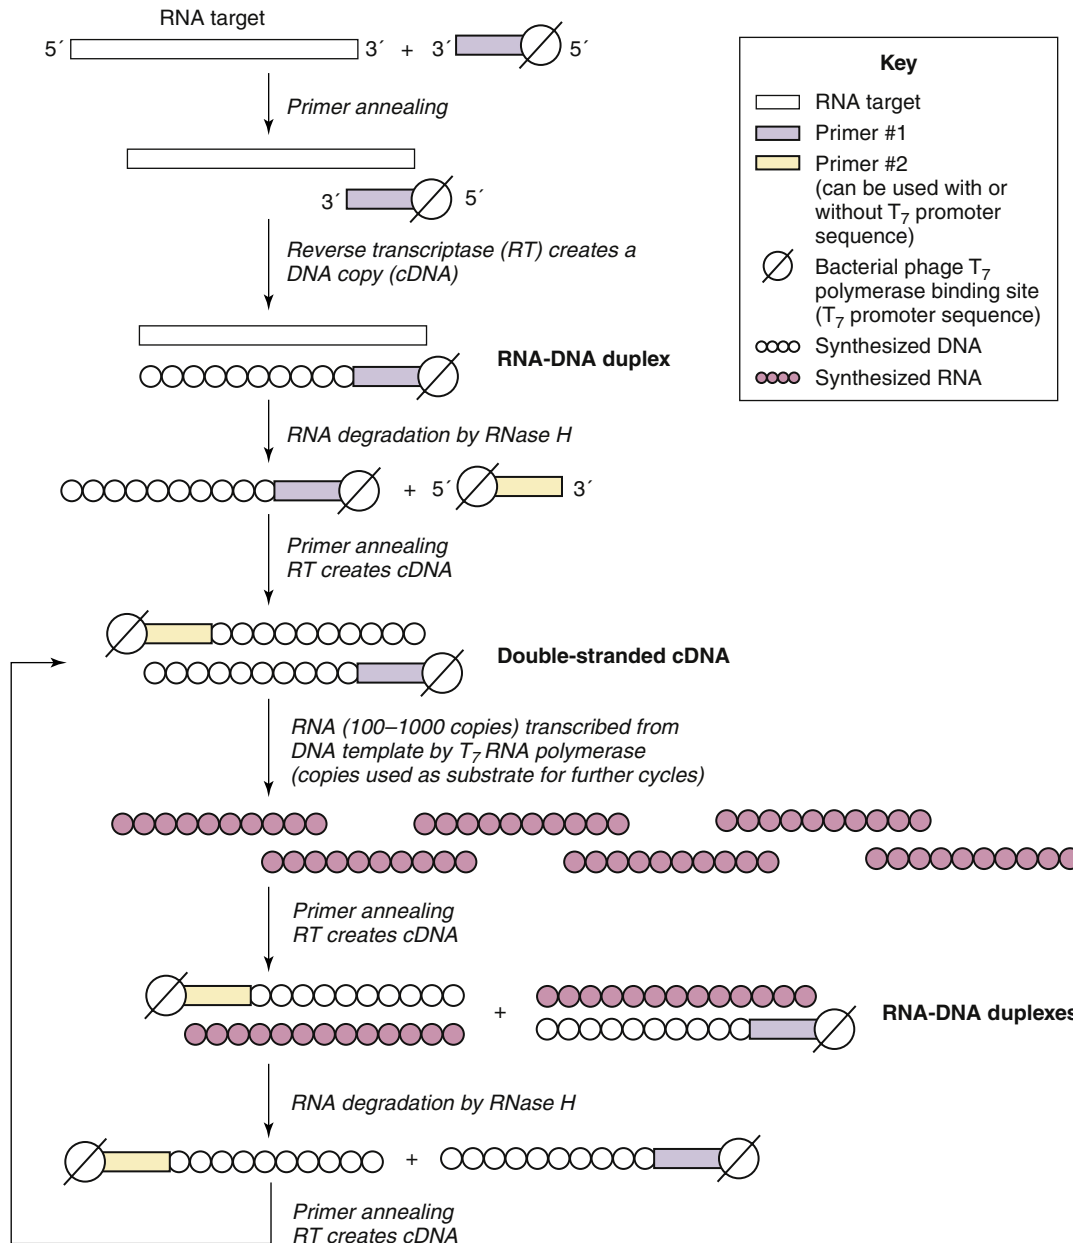 RNA target
5´ 3´ + 3´ 5´
Primer annealing
3´ 5´
Reverse transcriptase (RT) creates a
DNA copy (cDNA)
RNA-DNA duplex
RNA degradation by RNase H
+ 5´ 3´
Primer annealing
RT creates cDNA
Double-stranded cDNA
RNA (100–1000 copies) transcribed from
DNA template by T7 RNA polymerase
(copies used as substrate for further cycles)
Primer annealing
RT creates cDNA
+
RNA-DNA duplexes
RNA degradation by RNase H
+
Primer annealing
RT creates cDNA
Key
RNA target
Primer #1
Primer #2
(can be used with or
without T7 promoter
sequence)
Bacterial phage T7
polymerase binding site
(T7 promoter sequence)
Synthesized DNA
Synthesized RNA